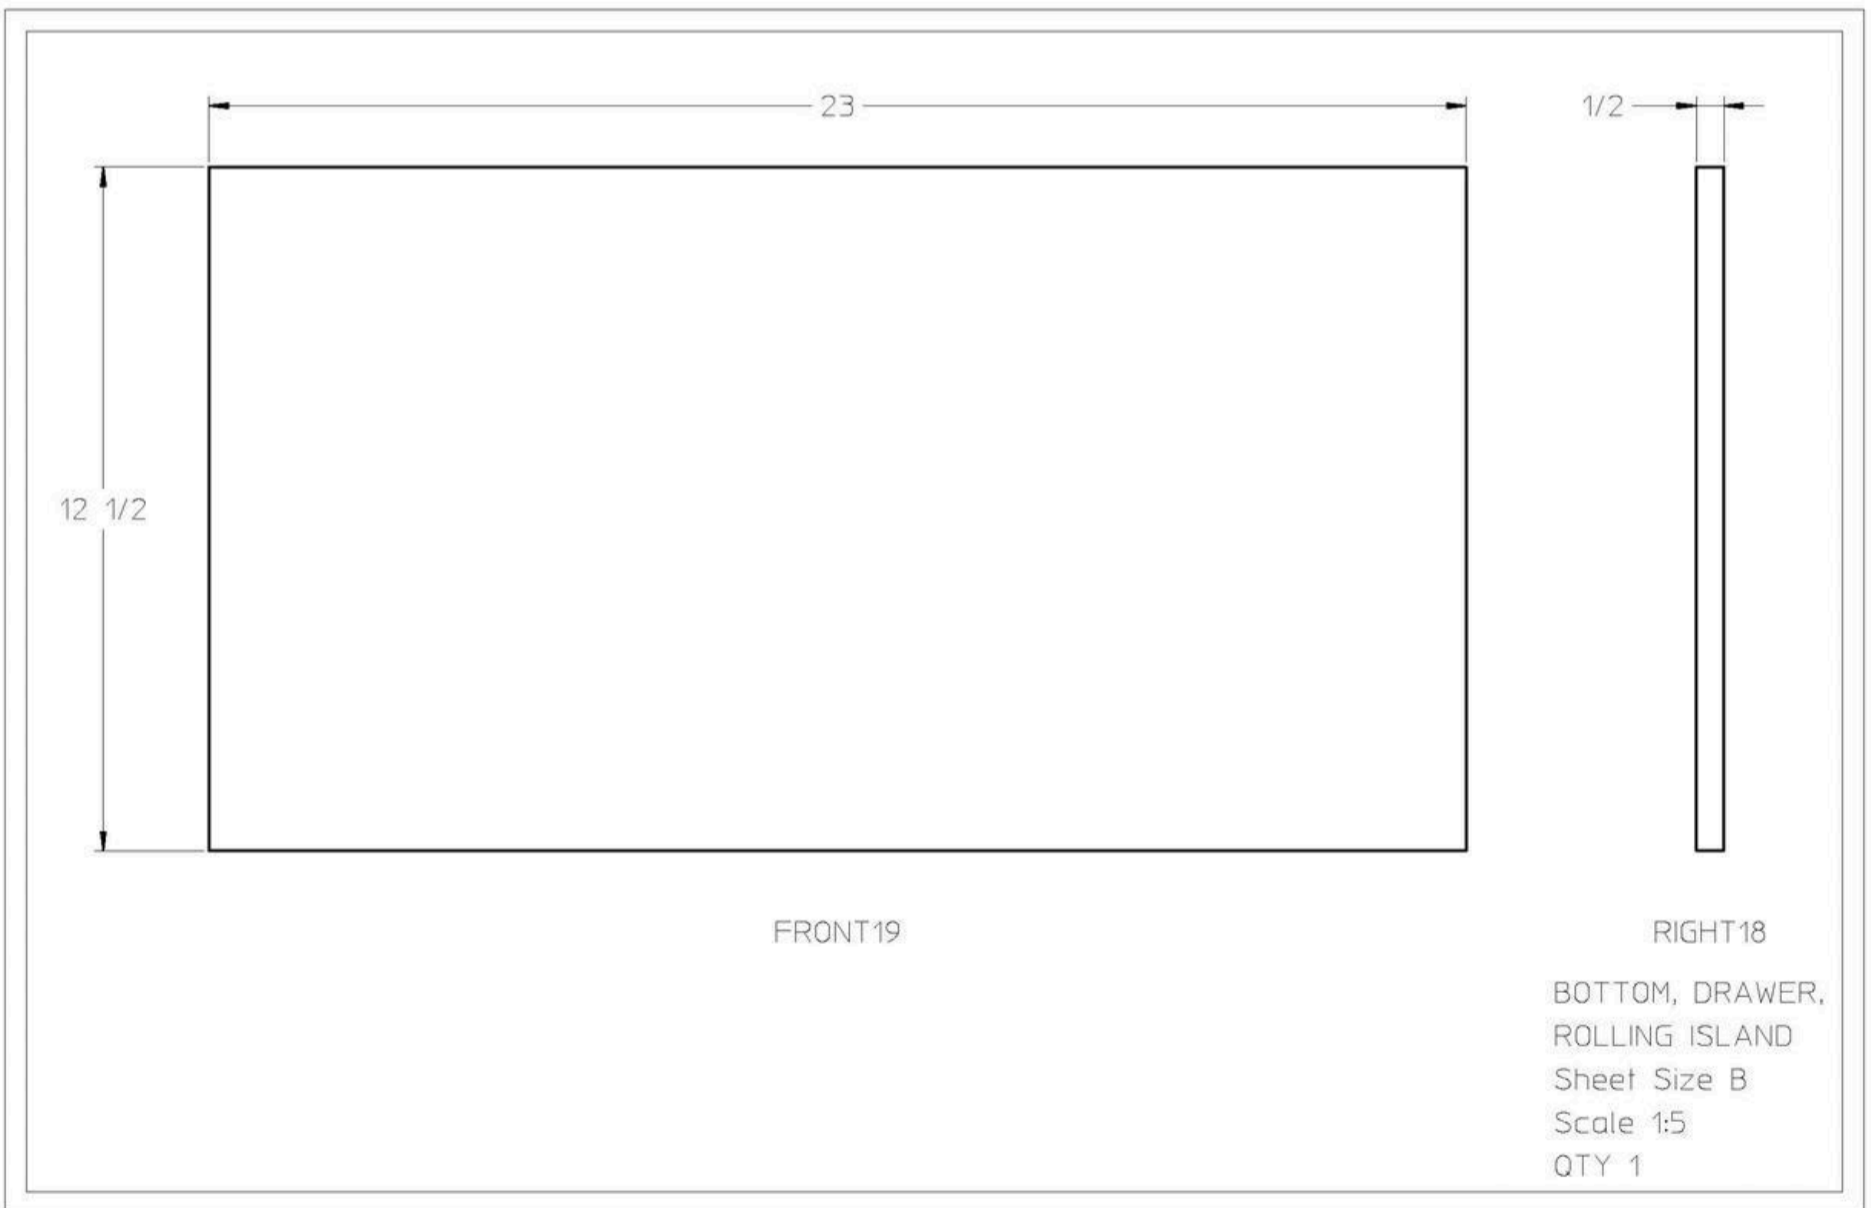 23
1/2
12 1/2
FRONT19
RIGHT18
BOTTOM, DRAWER,
ROLLING ISLAND
Sheet Size B
Scale 1:5
QTY 1